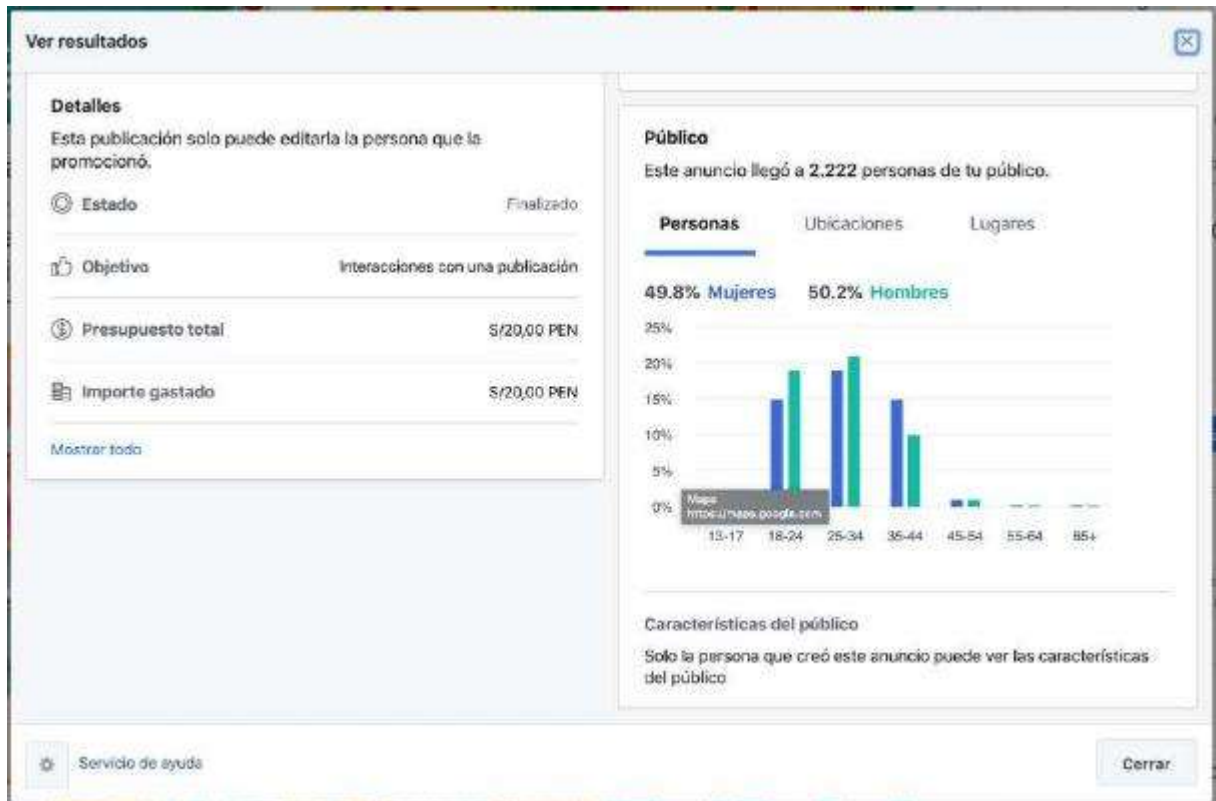 Ver resultados
Detalles
Esta publicación solo puede editarla la persona que la
promocionó.
Estado Finalizado
Objetivo Interacciones con una publicación
Presupuesto total S/20,00 PEN
Importe gastado S/20,00 PEN
Mostrar todo
Público
Este anuncio llegó a 2.222 personas de tu público.
Personas Ubicaciones Lugares
49.8% Mujeres 50.2% Hombres
25%
20%
15%
10%
5%
0%
Mapa
https://maps.google.com
13-17 18-24 25-34 35-44 45-54 55-64 65+
Características del público
Solo la persona que creó este anuncio puede ver las características
del público
Servicio de ayuda
Cerrar